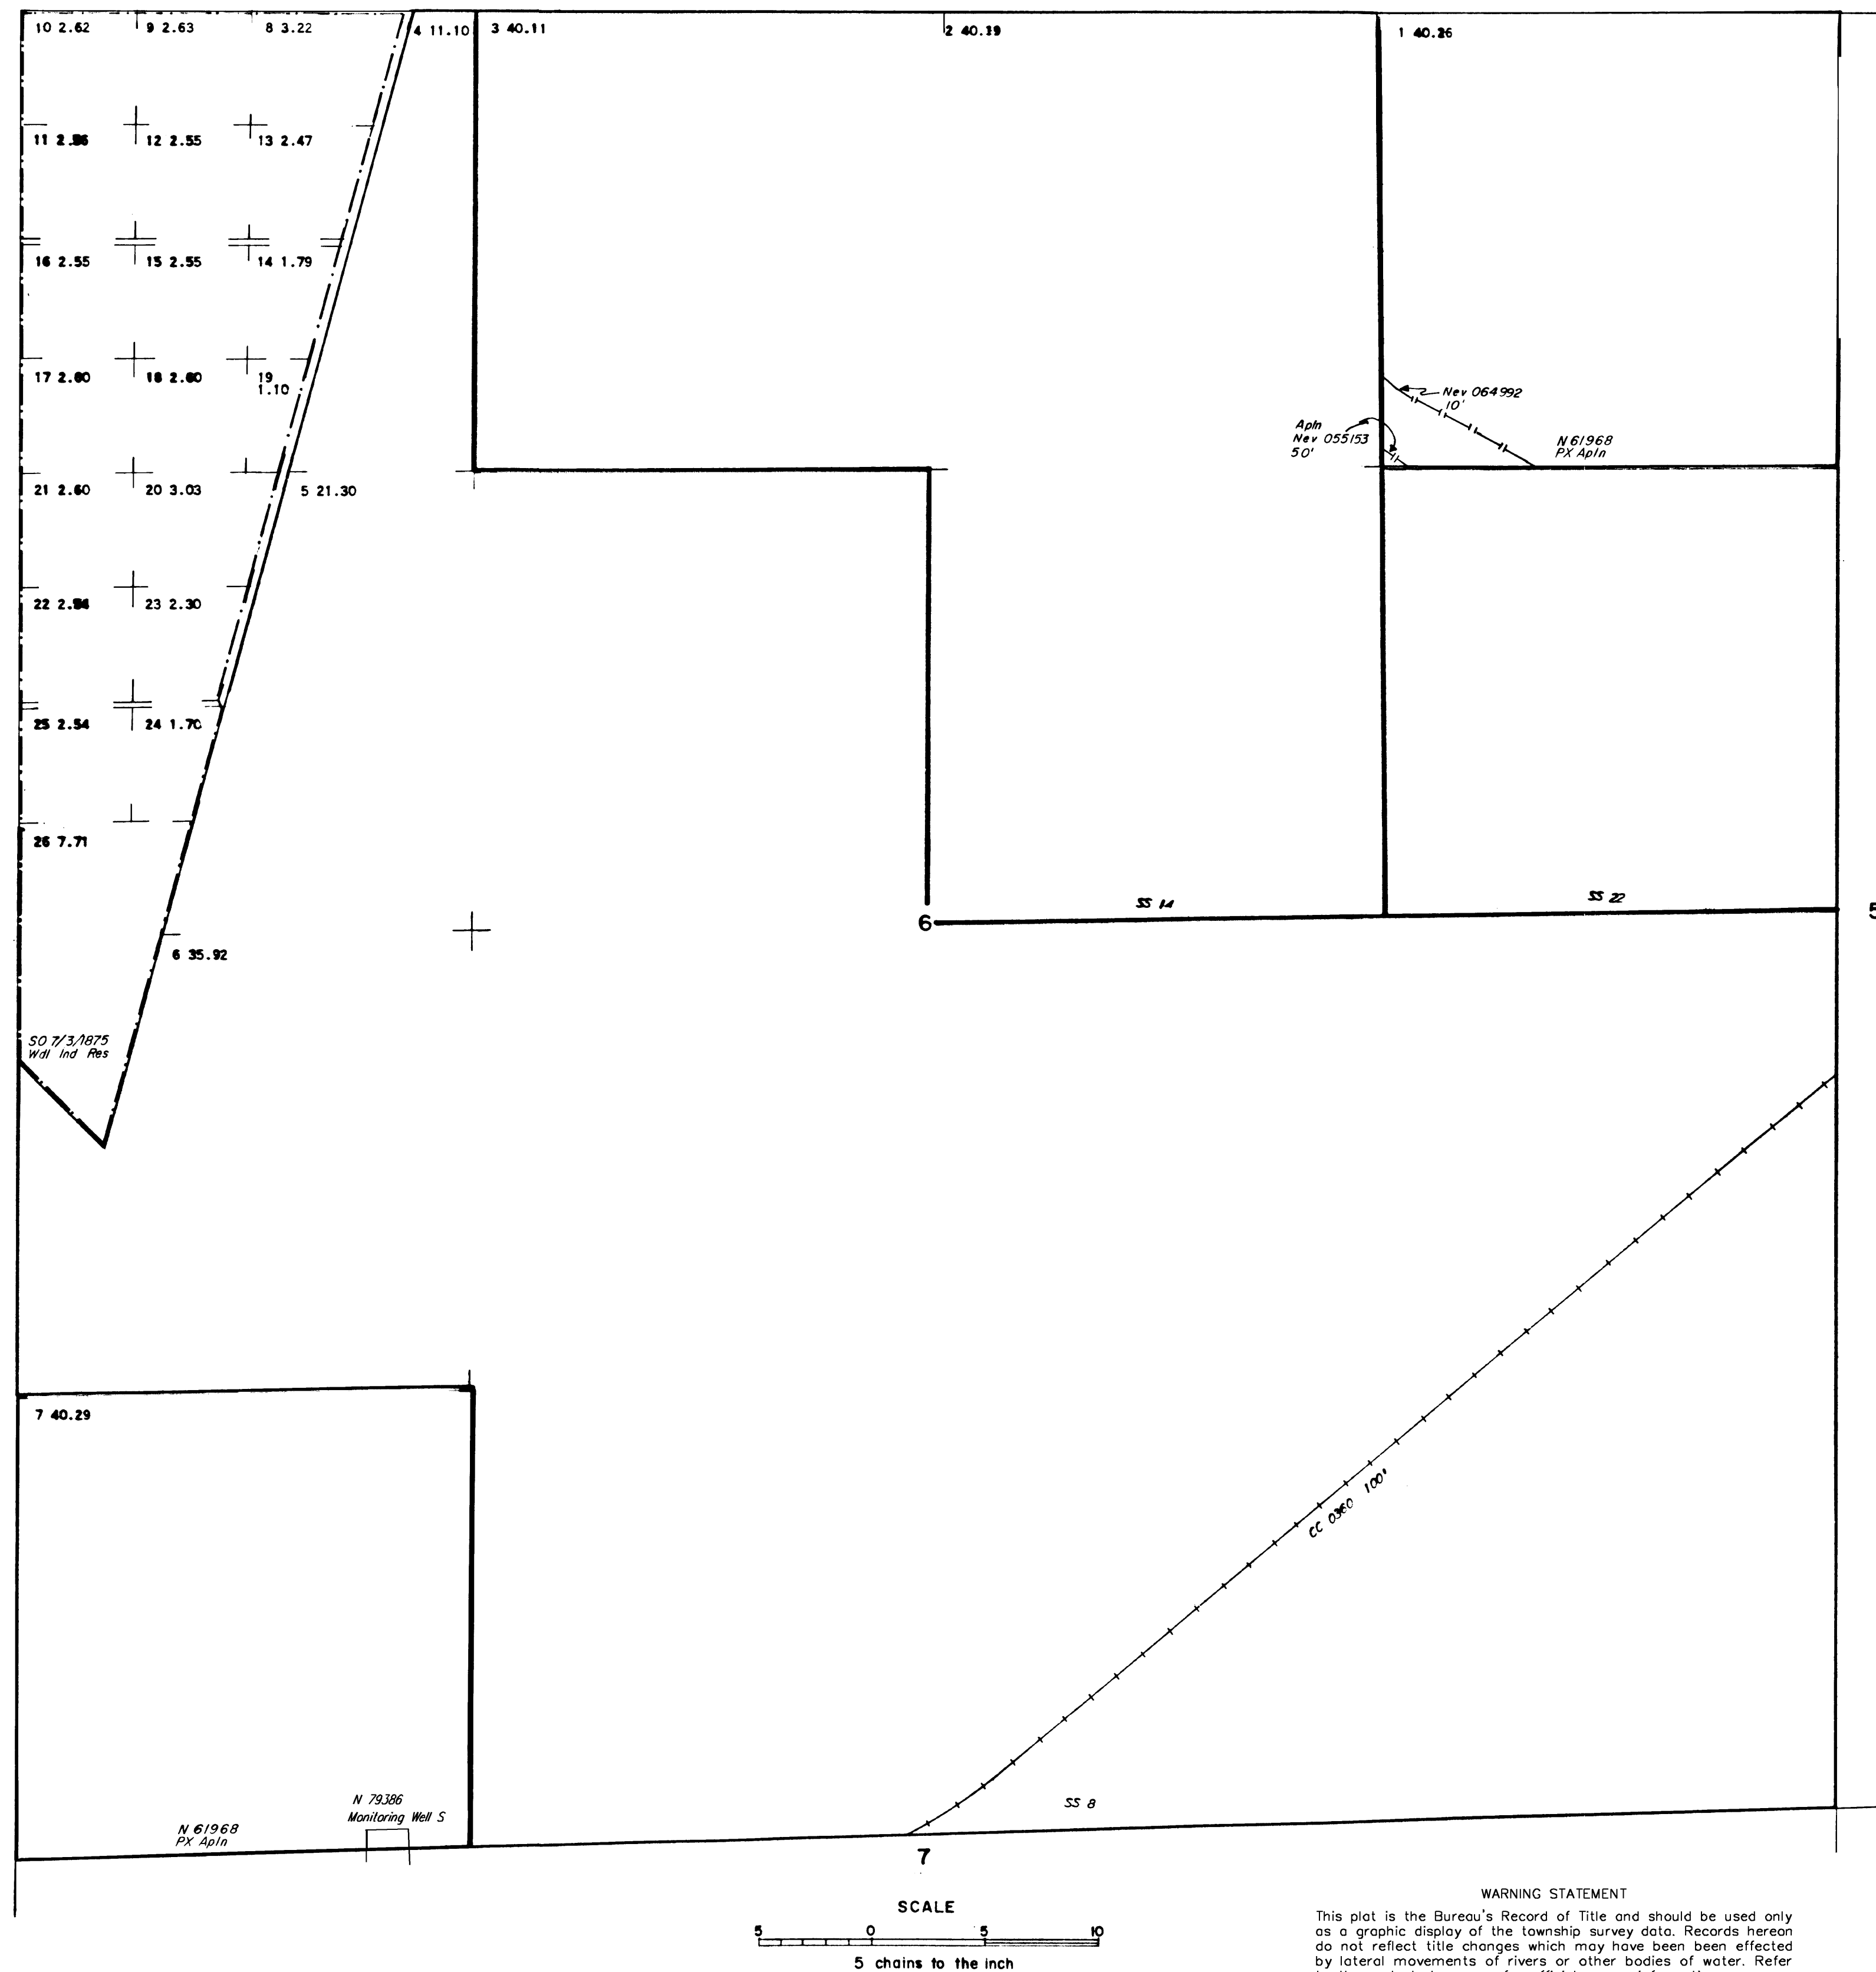 10 2.62
9 2.63
8 3.22
4 11.10
3 40.11
2 40.19
1 40.26
11 2.56
12 2.55
13 2.47
16 2.55
15 2.55
14 1.79
17 2.60
18 2.60
19
1.10
Nev 064992
10'
Apln
Nev 055153
50'
N 61968
PX Apln
21 2.60
20 3.03
5 21.30
22 2.54
23 2.30
25 2.54
24 1.70
26 7.71
SS 14
SS 22
6
5
6 35.92
SO 7/3/1875
Wdl Ind Res
7 40.29
CC 0360 100'
N 79386
Monitoring Well S
SS 8
N 61968
PX Apln
7
SCALE
5 0 5 10
5 chains to the inch
WARNING STATEMENT
This plat is the Bureau's Record of Title and should be used only
as a graphic display of the township survey data. Records hereon
do not reflect title changes which may have been been effected
by lateral movements of rivers or other bodies of water. Refer